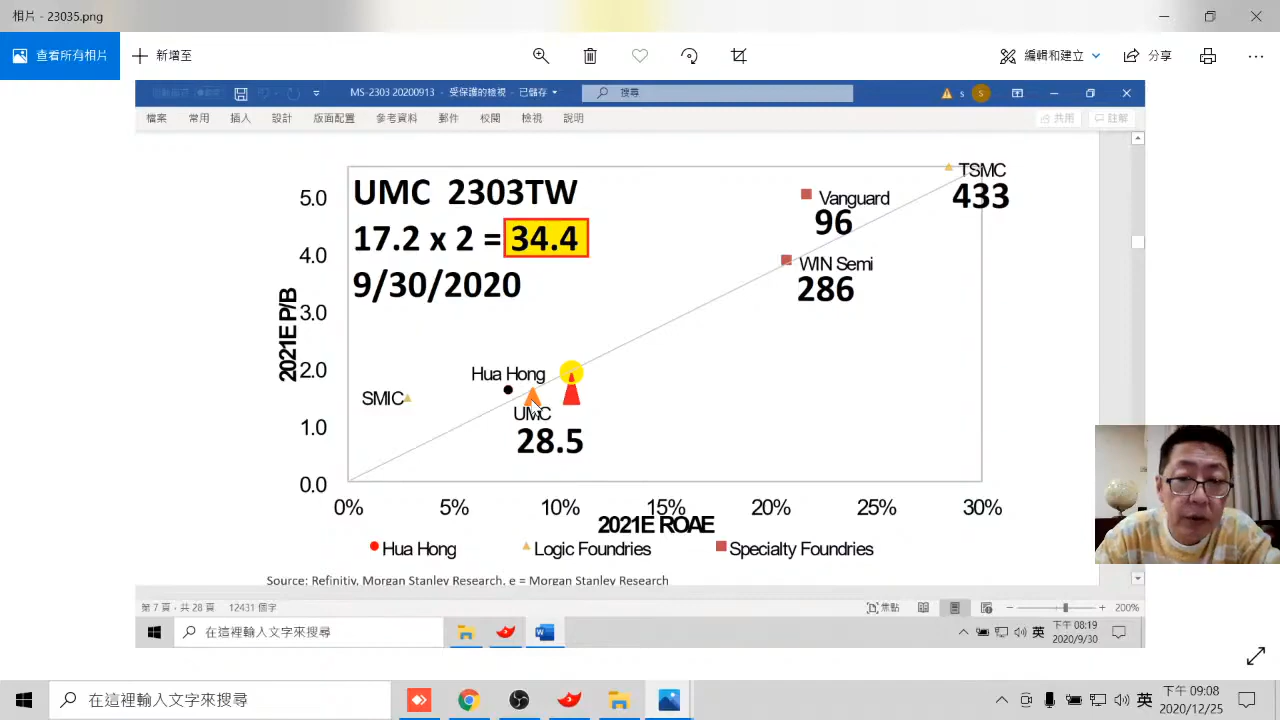 相片 - 23035.png
查看所有相片
新增至
編輯和建立
分享
MS-2303 20200913 - 受保護的檢視 - 已儲存
搜尋
s
S
檔案 常用 插入 設計 版面配置 參考資料 郵件 校閱 檢視 說明
共用 註解
UMC 2303TW
17.2 x 2 = 34.4
9/30/2020
TSMC
433
Vanguard
96
WIN Semi
286
Hua Hong
SMIC
UMC
28.5
2021E P/B
5.0
4.0
3.0
2.0
1.0
0.0
0% 5% 10% 15% 20% 25% 30%
2021E ROAE
Hua Hong Logic Foundries Specialty Foundries
Source: Refinitiv, Morgan Stanley Research, e = Morgan Stanley Research
第 7 頁，共 28 頁 12431 個字
焦點
200%
在這裡輸入文字來搜尋
英
下午 08:19
2020/9/30
在這裡輸入文字來搜尋
英
下午 09:08
2020/12/25